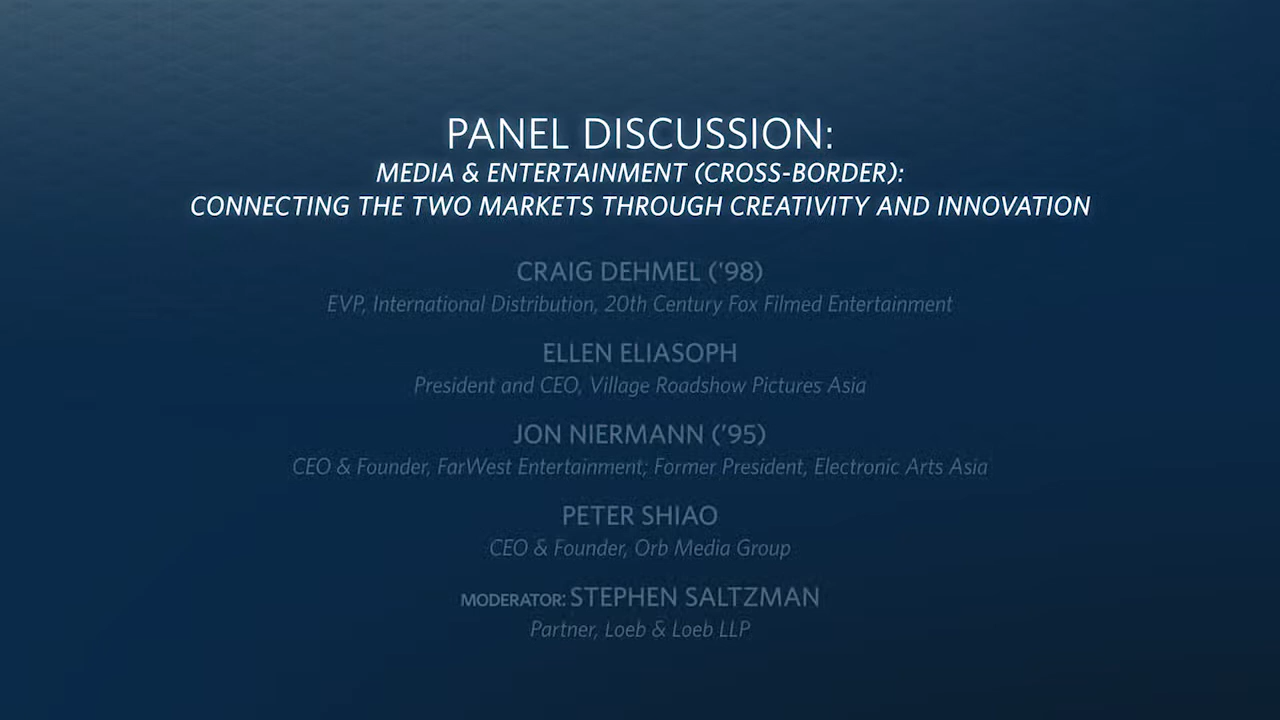 PANEL DISCUSSION:
MEDIA & ENTERTAINMENT (CROSS-BORDER):
CONNECTING THE TWO MARKETS THROUGH CREATIVITY AND INNOVATION
CRAIG DEHMEL ('98)
EVP, International Distribution, 20th Century Fox Filmed Entertainment
ELLEN ELIASOPH
President and CEO, Village Roadshow Pictures Asia
JON NIERMANN ('95)
CEO & Founder, FarWest Entertainment; Former President, Electronic Arts Asia
PETER SHIAO
CEO & Founder, Orb Media Group
MODERATOR: STEPHEN SALTZMAN
Partner, Loeb & Loeb LLP